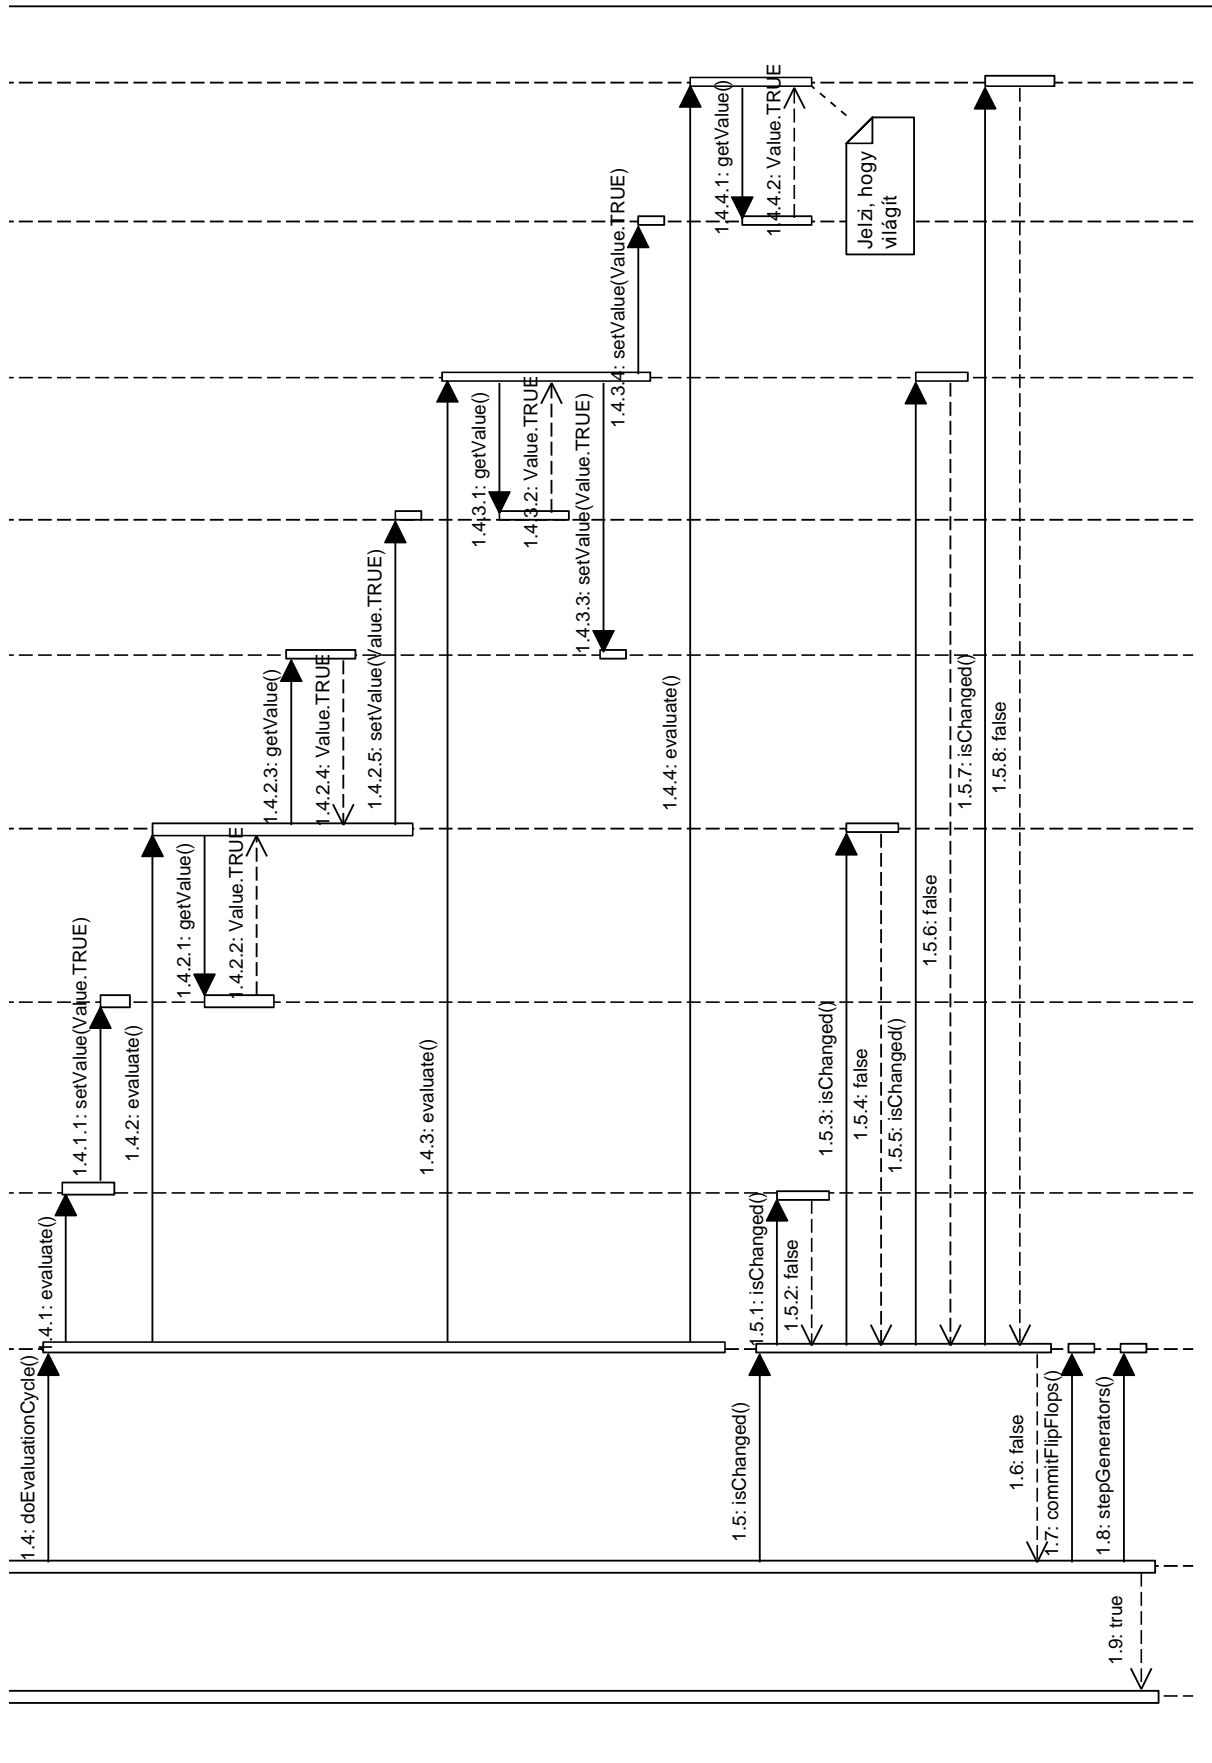 1.4: doEvaluationCycle()
1.4.1: evaluate()
1.4.1.1: setValue(Value.TRUE)
1.4.2: evaluate()
1.4.2.1: getValue()
1.4.2.2: Value.TRUE
1.4.2.3: getValue()
1.4.2.4: Value.TRUE
1.4.2.5: setValue(Value.TRUE)
1.4.3: evaluate()
1.4.3.1: getValue()
1.4.3.2: Value.TRUE
1.4.3.3: setValue(Value.TRUE)
1.4.3.4: setValue(Value.TRUE)
1.4.4: evaluate()
1.4.4.1: getValue()
1.4.4.2: Value.TRUE
Jelzi, hogy
világít
1.5: isChanged()
1.5.1: isChanged()
1.5.2: false
1.5.3: isChanged()
1.5.4: false
1.5.5: isChanged()
1.5.6: false
1.5.7: isChanged()
1.5.8: false
1.6: false
1.7: commitFlipFlops()
1.8: stepGenerators()
1.9: true